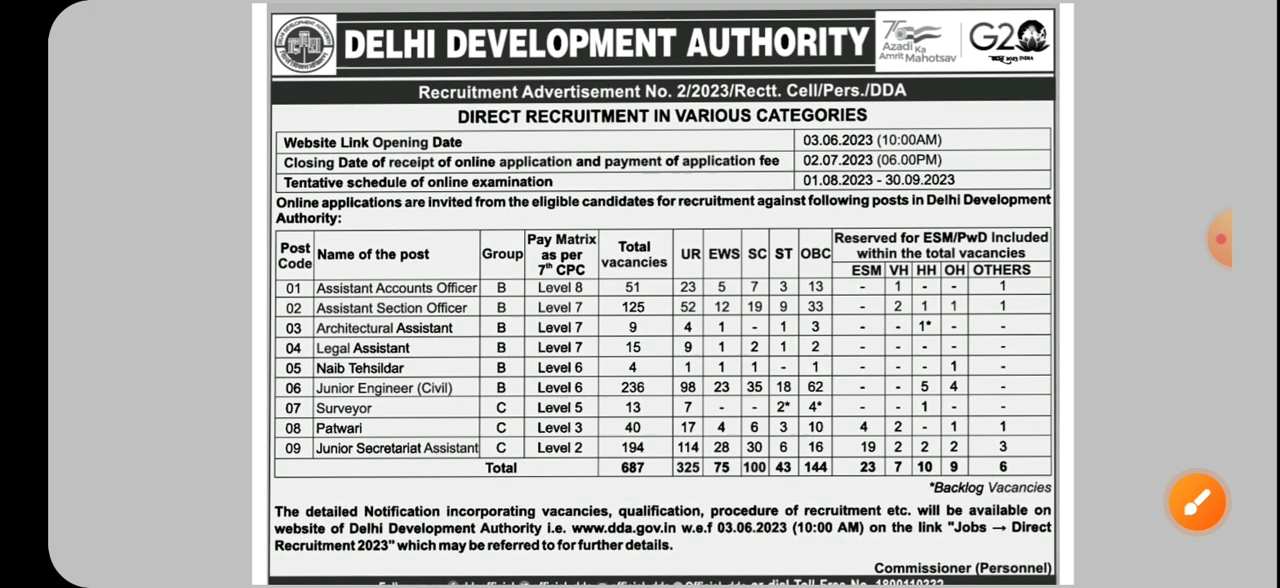 DELHI DEVELOPMENT AUTHORITY
75
Azadi Ka
Amrit Mahotsav
G20
Recruitment Advertisement No. 2/2023/Rectt. Cell/Pers./DDA
DIRECT RECRUITMENT IN VARIOUS CATEGORIES
Website Link Opening Date 03.06.2023 (10:00AM)
Closing Date of receipt of online application and payment of application fee 02.07.2023 (06.00PM)
Tentative schedule of online examination 01.08.2023 - 30.09.2023
Online applications are invited from the eligible candidates for recruitment against following posts in Delhi Development
Authority:
Post Code Name of the post Group Pay Matrix as per 7th CPC Total vacancies UR EWS SC ST OBC Reserved for ESM/PwD Included within the total vacancies
ESM VH HH OH OTHERS
01 Assistant Accounts Officer B Level 8 51 23 5 7 3 13 - 1 - - 1
02 Assistant Section Officer B Level 7 125 52 12 19 9 33 - 2 1 1 1
03 Architectural Assistant B Level 7 9 4 1 - 1 3 - - 1* - -
04 Legal Assistant B Level 7 15 9 1 2 1 2 - - - - -
05 Naib Tehsildar B Level 6 4 1 1 1 - 1 - - - 1 -
06 Junior Engineer (Civil) B Level 6 236 98 23 35 18 62 - - 5 4 -
07 Surveyor C Level 5 13 7 - - 2* 4* - - 1 - -
08 Patwari C Level 3 40 17 4 6 3 10 4 2 - 1 1
09 Junior Secretariat Assistant C Level 2 194 114 28 30 6 16 19 2 2 2 3
Total 687 325 75 100 43 144 23 7 10 9 6
*Backlog Vacancies
The detailed Notification incorporating vacancies, qualification, procedure of recruitment etc. will be available on
website of Delhi Development Authority i.e. www.dda.gov.in w.e.f 03.06.2023 (10:00 AM) on the link "Jobs → Direct
Recruitment 2023" which may be referred to for further details.
Commissioner (Personnel)